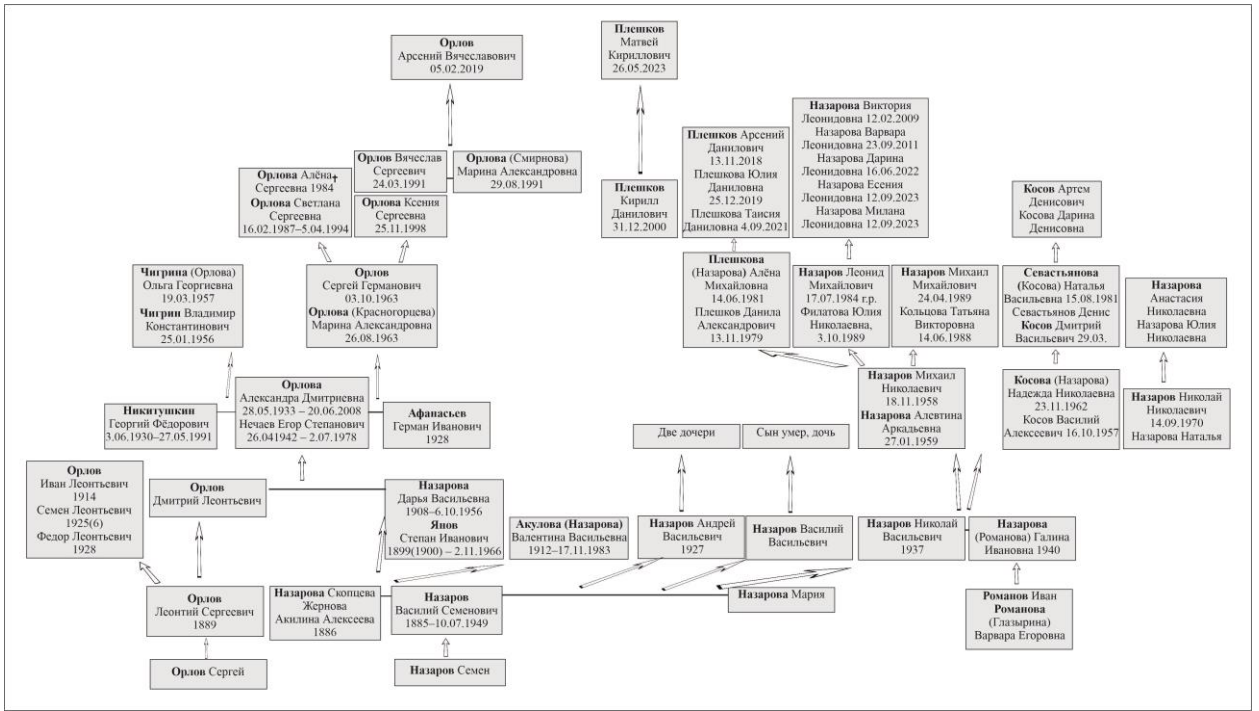 Орлов
Арсений Вячеславович
05.02.2019
Плешков
Матвей
Кириллович
26.05.2023
Орлова Алёна†
Сергеевна 1984
Орлова Светлана
Сергеевна
16.02.1987–5.04.1994
Орлов Вячеслав
Сергеевич
24.03.1991
Орлова (Смирнова)
Марина Александровна
29.08.1991
Орлова Ксения
Сергеевна
25.11.1998
Плешков
Кирилл
Данилович
31.12.2000
Плешков Арсений
Данилович
13.11.2018
Плешкова Юлия
Даниловна
25.12.2019
Плешкова Таисия
Даниловна 4.09.2021
Назарова Виктория
Леонидовна 12.02.2009
Назарова Варвара
Леонидовна 23.09.2011
Назарова Дарина
Леонидовна 16.06.2022
Назарова Есения
Леонидовна 12.09.2023
Назарова Милана
Леонидовна 12.09.2023
Косов Артем
Денисович
Косова Дарина
Денисовна
Чигрина (Орлова)
Ольга Георгиевна
19.03.1957
Чигрин Владимир
Константинович
25.01.1956
Орлов
Сергей Германович
03.10.1963
Орлова (Красногорцева)
Марина Александровна
26.08.1963
Плешкова
(Назарова) Алёна
Михайловна
14.06.1981
Плешков Данила
Александрович
13.11.1979
Назаров Леонид
Михайлович
17.07.1984 г.р.
Филатова Юлия
Николаевна,
3.10.1989
Назаров Михаил
Михайлович
24.04.1989
Кольцова Татьяна
Викторовна
14.06.1988
Севастьянова
(Косова) Наталья
Васильевна 15.08.1981
Севастьянов Денис
Косов Дмитрий
Васильевич 29.03.
Назарова
Анастасия
Николаевна
Назарова Юлия
Николаевна
Никитушкин
Георгий Фёдорович
3.06.1930–27.05.1991
Орлова
Александра Дмитриевна
28.05.1933 – 20.06.2008
Нечаев Егор Степанович
26.041942 – 2.07.1978
Афанасьев
Герман Иванович
1928
Две дочери
Сын умер, дочь
Назаров Михаил
Николаевич
18.11.1958
Назарова Алевтина
Аркадьевна
27.01.1959
Косова (Назарова)
Надежда Николаевна
23.11.1962
Косов Василий
Алексеевич 16.10.1957
Назаров Николай
Николаевич
14.09.1970
Назарова Наталья
Орлов
Иван Леонтьевич
1914
Семен Леонтьевич
1925(6)
Федор Леонтьевич
1928
Орлов
Дмитрий Леонтьевич
Назарова
Дарья Васильевна
1908–6.10.1956
Янов
Степан Иванович
1899(1900) – 2.11.1966
Акулова (Назарова)
Валентина Васильевна
1912–17.11.1983
Назаров Андрей
Васильевич
1927
Назаров Василий
Васильевич
Назаров Николай
Васильевич
1937
Назарова
(Романова) Галина
Ивановна 1940
Орлов
Леонтий Сергеевич
1889
Назарова Скопцева
Жернова
Акилина Алексеева
1886
Назаров
Василий Семенович
1885–10.07.1949
Назарова Мария
Романов Иван
Романова
(Глазырина)
Варвара Егоровна
Орлов Сергей
Назаров Семен